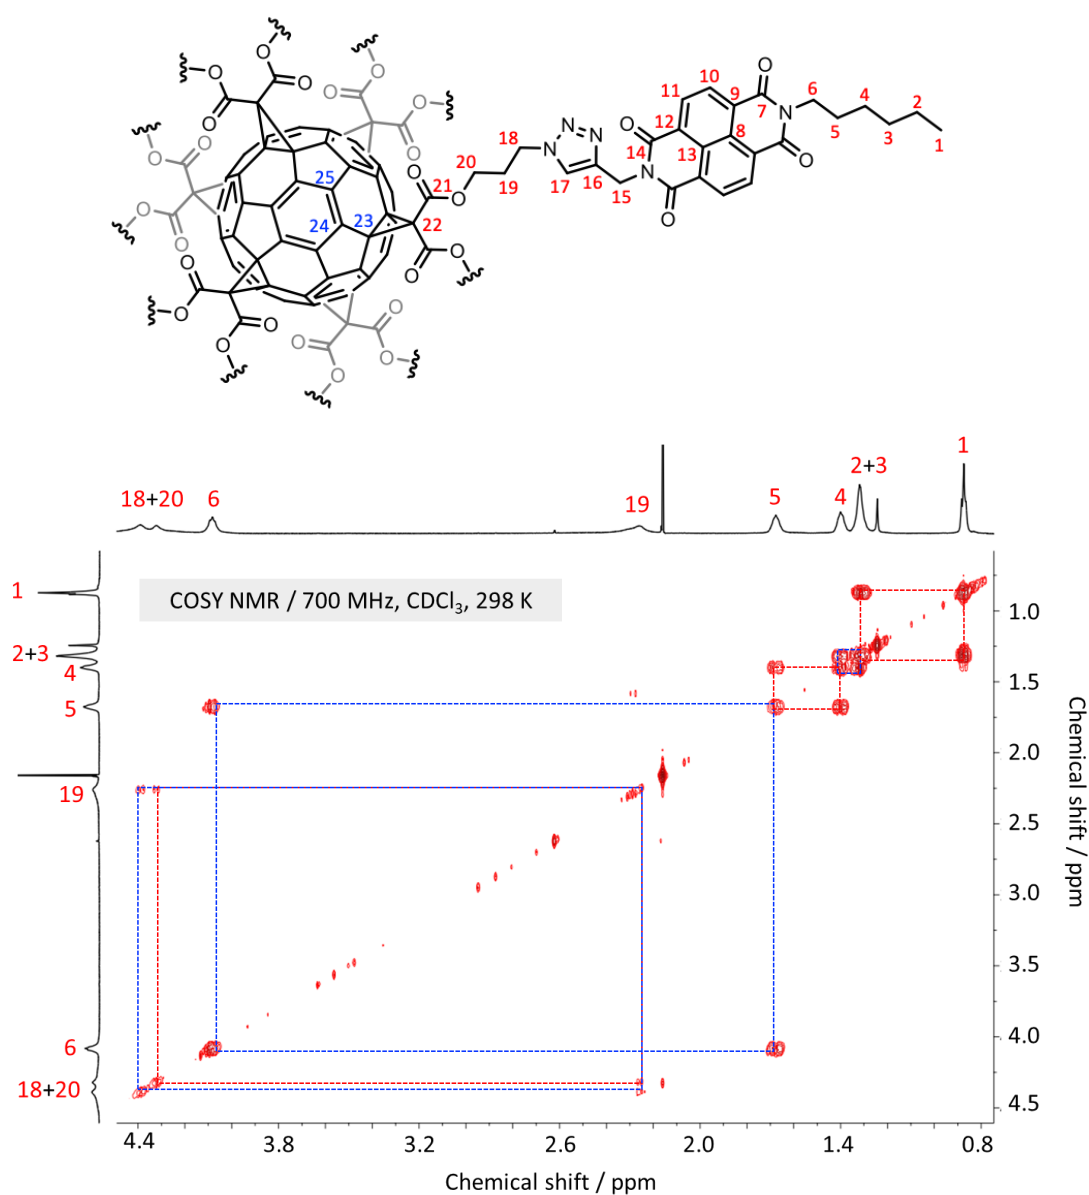 O
O O O
O 10 6
O 11 9 4
O O 7 N 2
O 12 N N 5
18 8 3
O N 14 13 1
O O 20 O
25 N
O 21 O 19 17 16 15
O 24 23 22 O
O O
O O
O O O
O O
O
O
1
2+3
18+20 6 19 5 4
COSY NMR / 700 MHz, CDCl3, 298 K
1
2+3
4
5
19
6
18+20
1.0
1.5
2.0
2.5
3.0
3.5
4.0
4.5
Chemical shift / ppm
4.4 3.8 3.2 2.6 2.0 1.4 0.8
Chemical shift / ppm